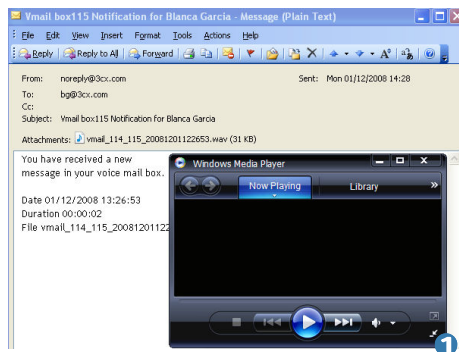 Vmail box115 Notification for Blanca Garcia - Message (Plain Text)
File Edit View Insert Format Tools Actions Help
Reply Reply to All Forward
From: noreply@3cx.com Sent: Mon 01/12/2008 14:28
To: bg@3cx.com
Cc:
Subject: Vmail box115 Notification for Blanca Garcia
Attachments: vmail_114_115_20081201122653.wav (31 KB)
You have received a new
message in your voice mail box.
Date 01/12/2008 13:26:53
Duration 00:00:02
File vmail_114_115_20081201122
Windows Media Player
Now Playing Library
1